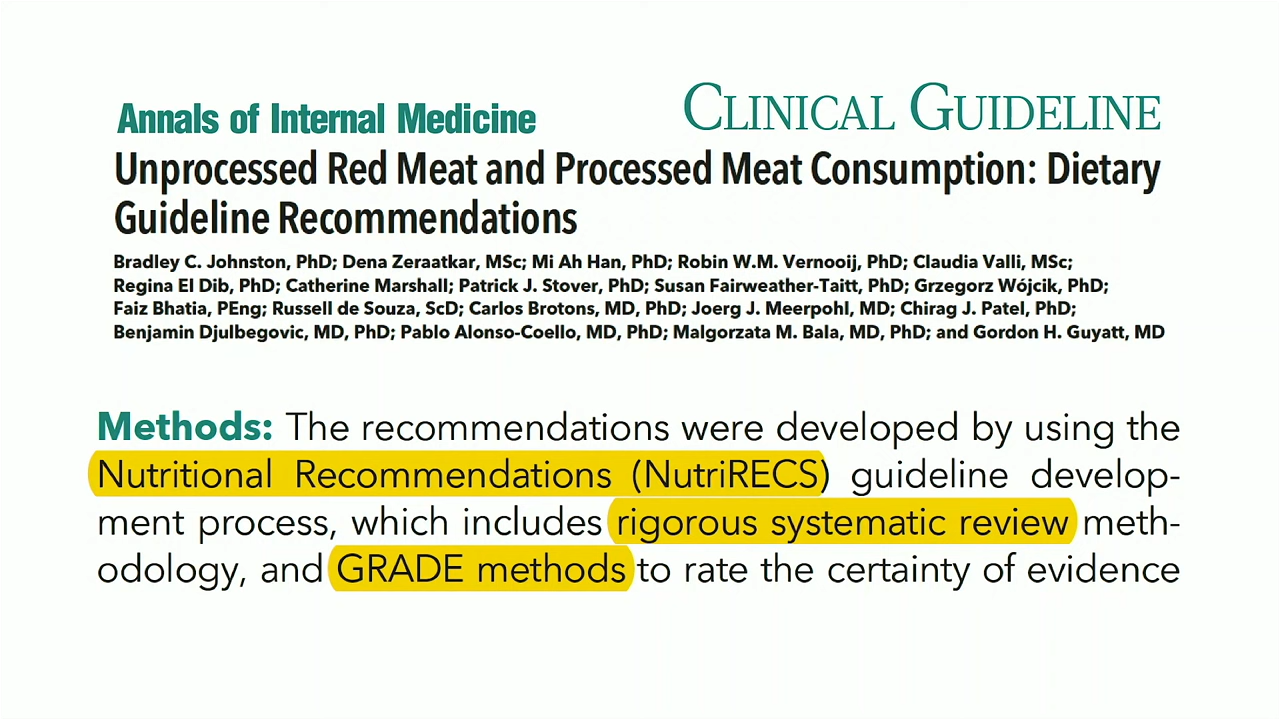 Annals of Internal Medicine CLINICAL GUIDELINE
Unprocessed Red Meat and Processed Meat Consumption: Dietary
Guideline Recommendations
Bradley C. Johnston, PhD; Dena Zeraatkar, MSc; Mi Ah Han, PhD; Robin W.M. Vernooij, PhD; Claudia Valli, MSc;
Regina El Dib, PhD; Catherine Marshall; Patrick J. Stover, PhD; Susan Fairweather-Taitt, PhD; Grzegorz Wójcik, PhD;
Faiz Bhatia, PEng; Russell de Souza, ScD; Carlos Brotons, MD, PhD; Joerg J. Meerpohl, MD; Chirag J. Patel, PhD;
Benjamin Djulbegovic, MD, PhD; Pablo Alonso-Coello, MD, PhD; Malgorzata M. Bala, MD, PhD; and Gordon H. Guyatt, MD
Methods: The recommendations were developed by using the
Nutritional Recommendations (NutriRECS) guideline develop-
ment process, which includes rigorous systematic review meth-
odology, and GRADE methods to rate the certainty of evidence